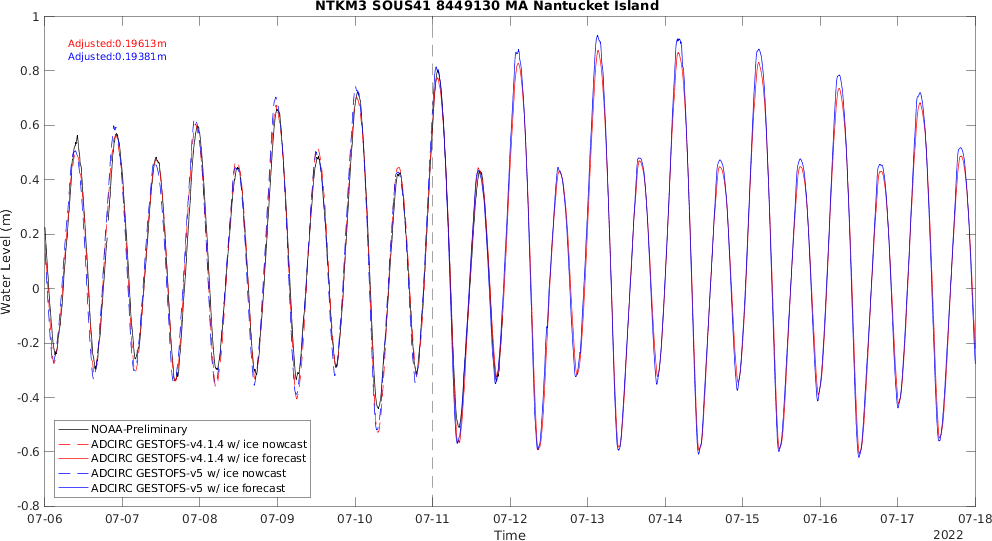 NTKM3 SOUS41 8449130 MA Nantucket Island
1
Adjusted:0.19613m
Adjusted:0.19381m
0.8
0.6
0.4
0.2
Water Level (m)
0
-0.2
-0.4
NOAA-Preliminary
ADCIRC GESTOFS-v4.1.4 w/ ice nowcast
-0.6
ADCIRC GESTOFS-v4.1.4 w/ ice forecast
ADCIRC GESTOFS-v5 w/ ice nowcast
ADCIRC GESTOFS-v5 w/ ice forecast
-0.8
07-06 07-07 07-08 07-09 07-10 07-11 07-12 07-13 07-14 07-15 07-16 07-17 07-18
Time
2022